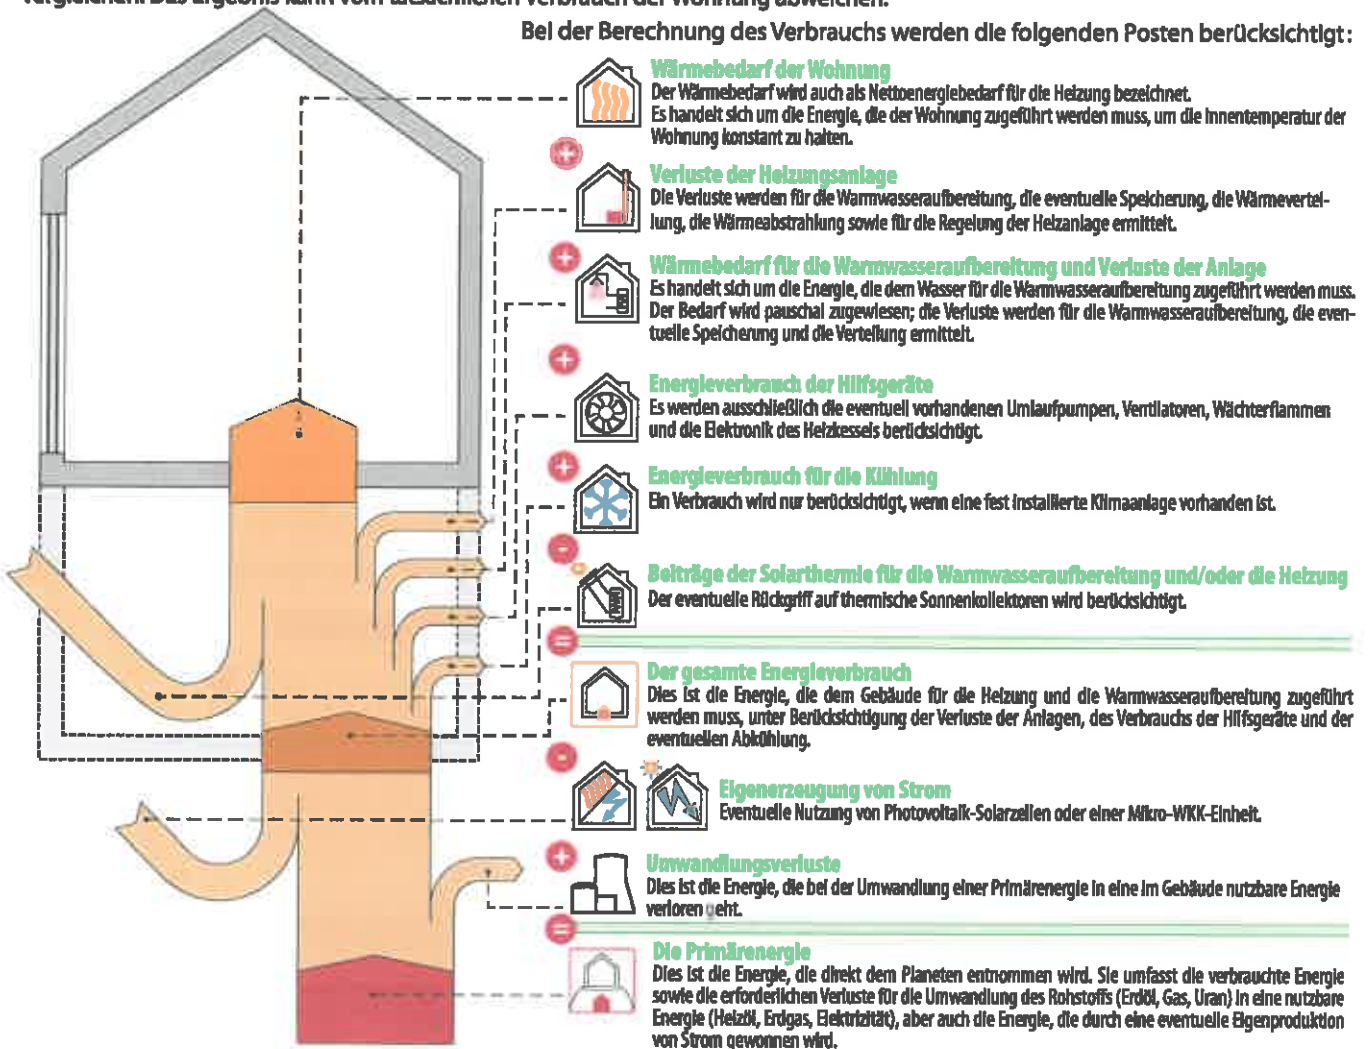 vergleichen. Das Ergebnis kann vom tatsächlichen Verbrauch der Wohnung abweichen.
Bei der Berechnung des Verbrauchs werden die folgenden Posten berücksichtigt:
Wärmebedarf der Wohnung
Der Wärmebedarf wird auch als Nettoenergiebedarf für die Heizung bezeichnet.
Es handelt sich um die Energie, die der Wohnung zugeführt werden muss, um die Innentemperatur der
Wohnung konstant zu halten.
+
Verluste der Heizungsanlage
Die Verluste werden für die Warmwasseraufbereitung, die eventuelle Speicherung, die Wärmevertei-
lung, die Wärmeabstrahlung sowie für die Regelung der Heizanlage ermittelt.
+
Wärmebedarf für die Warmwasseraufbereitung und Verluste der Anlage
Es handelt sich um die Energie, die dem Wasser für die Warmwasseraufbereitung zugeführt werden muss.
Der Bedarf wird pauschal zugewiesen; die Verluste werden für die Warmwasseraufbereitung, die even-
tuelle Speicherung und die Verteilung ermittelt.
+
Energieverbrauch der Hilfsgeräte
Es werden ausschließlich die eventuell vorhandenen Umlaufpumpen, Ventilatoren, Wächterflammen
und die Elektronik des Heizkessels berücksichtigt.
+
Energieverbrauch für die Kühlung
Ein Verbrauch wird nur berücksichtigt, wenn eine fest installierte Klimaanlage vorhanden ist.
-
Beiträge der Solarthermie für die Warmwasseraufbereitung und/oder die Heizung
Der eventuelle Rückgriff auf thermische Sonnenkollektoren wird berücksichtigt.
=
Der gesamte Energieverbrauch
Dies ist die Energie, die dem Gebäude für die Heizung und die Warmwasseraufbereitung zugeführt
werden muss, unter Berücksichtigung der Verluste der Anlagen, des Verbrauchs der Hilfsgeräte und der
eventuellen Abkühlung.
-
Eigenerzeugung von Strom
Eventuelle Nutzung von Photovoltaik-Solarzellen oder einer Mikro-WKK-Einheit.
+
Umwandlungsverluste
Dies ist die Energie, die bei der Umwandlung einer Primärenergie in eine im Gebäude nutzbare Energie
verloren geht.
=
Die Primärenergie
Dies ist die Energie, die direkt dem Planeten entnommen wird. Sie umfasst die verbrauchte Energie
sowie die erforderlichen Verluste für die Umwandlung des Rohstoffs (Erdöl, Gas, Uran) in eine nutzbare
Energie (Heizöl, Erdgas, Elektrizität), aber auch die Energie, die durch eine eventuelle Eigenproduktion
von Strom gewonnen wird.